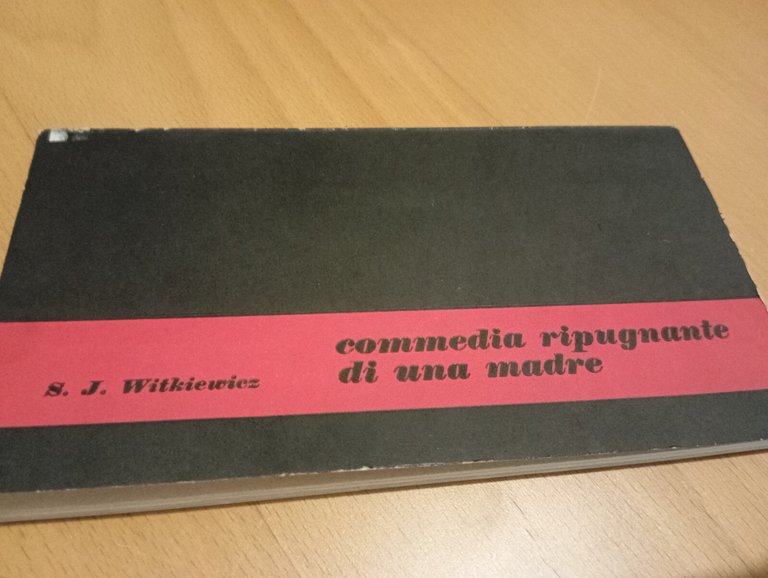 S. J. Witkiewicz
commedia ripugnante
di una madre